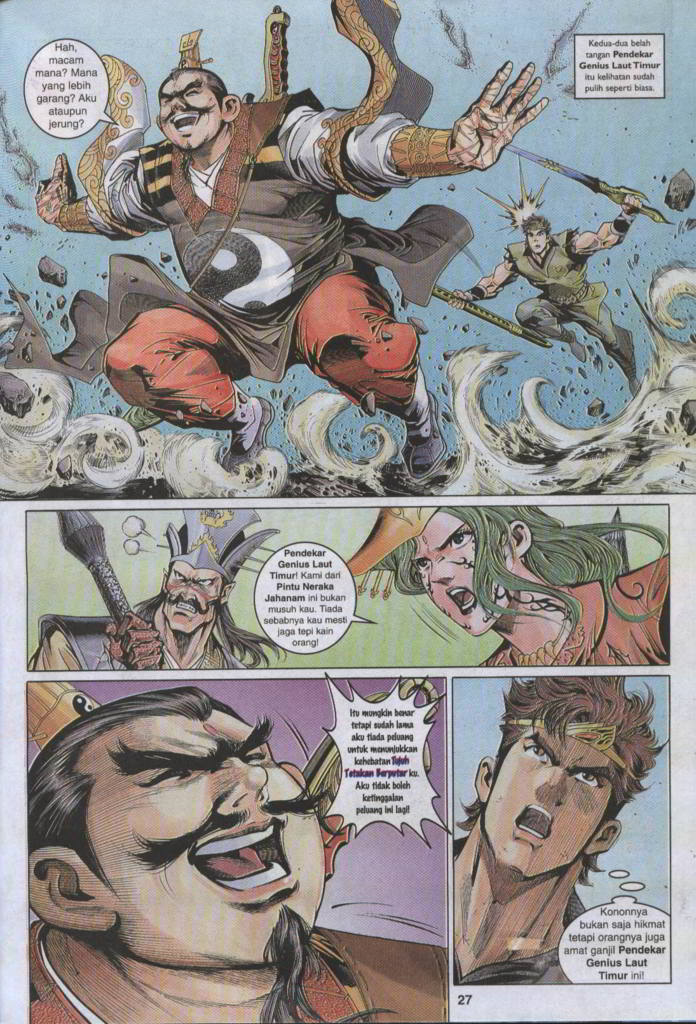 Hah,
macam
mana? Mana
yang lebih
garang? Aku
ataupun
jerung?
Kedua-dua belah
tangan Pendekar
Genius Laut Timur
itu kelihatan sudah
pulih seperti biasa.
Pendekar
Genius Laut
Timur! Kami dari
Pintu Neraka
Jahanam ini bukan
musuh kau. Tiada
sebabnya kau mesti
jaga tepi kain
orang!
Itu mungkin benar
tetapi sudah lama
aku tiada peluang
untuk menunjukkan
kehebatan Tujuh
Tetakan Berputar ku.
Aku tidak boleh
ketinggalan
peluang ini lagi!
Kononnya
bukan saja hikmat
tetapi orangnya juga
amat ganjil Pendekar
Genius Laut
Timur ini!
27